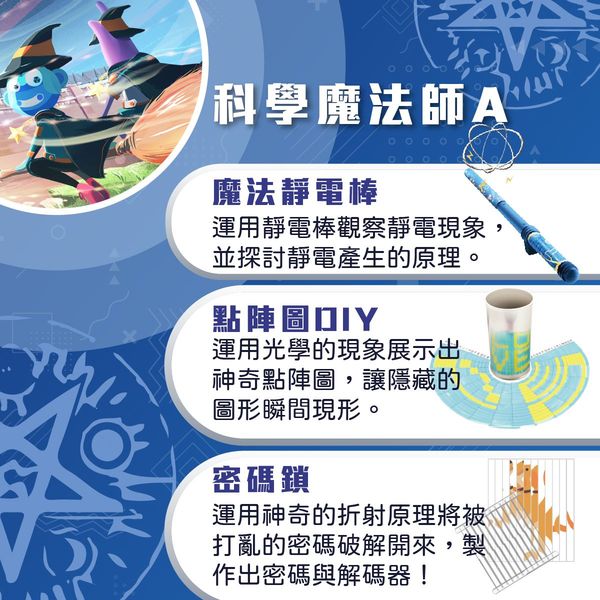 科學魔法師A
魔法靜電棒
運用靜電棒觀察靜電現象，
並探討靜電產生的原理。
點陣圖DIY
運用光學的現象展示出
神奇點陣圖，讓隱藏的
圖形瞬間現形。
密碼鎖
運用神奇的折射原理將被
打亂的密碼破解開來，製
作出密碼與解碼器！